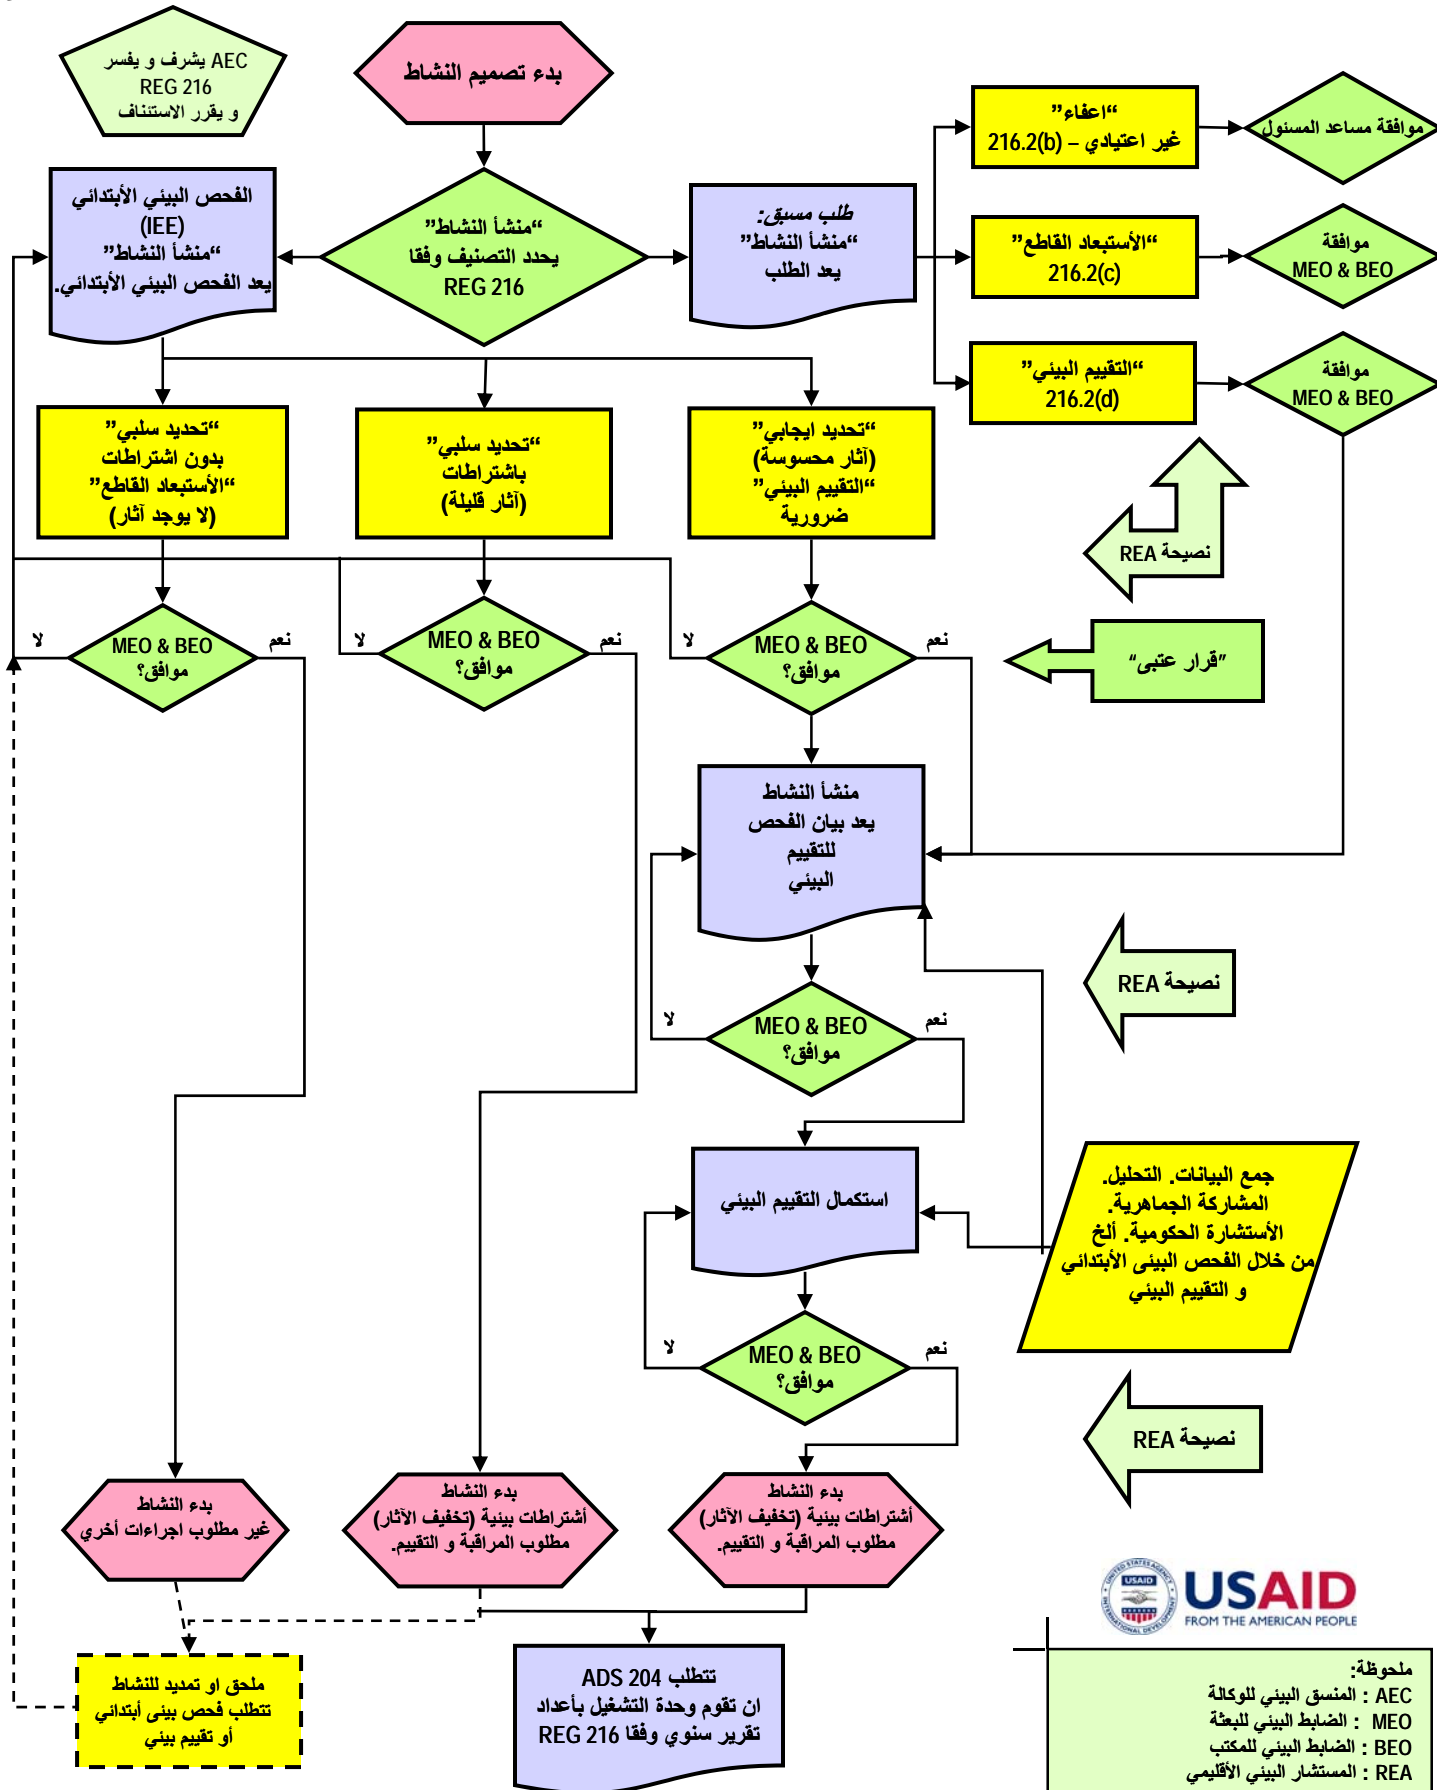 AEC يشرف و يفسر
REG 216
و يقرر الاستئناف
بدء تصميم النشاط
“اعفاء”
غير اعتيادي – 216.2(b)
موافقة مساعد المسئول
الفحص البيئي الأبتدائي
(IEE)
“منشأ النشاط”
يعد الفحص البيئي الأبتدائي.
“منشأ النشاط”
يحدد التصنيف وفقا
REG 216
طلب مسبق:
“منشأ النشاط”
يعد الطلب
“الأستبعاد القاطع”
216.2(c)
موافقة
MEO & BEO
“التقييم البيئي”
216.2(d)
موافقة
MEO & BEO
“تحديد سلبي”
بدون اشتراطات
“الأستبعاد القاطع”
(لا يوجد آثار)
“تحديد سلبي”
باشتراطات
(آثار قليلة)
“تحديد ايجابي”
(آثار محسوسة)
“التقييم البيئي”
ضرورية
نصيحة REA
لا
MEO & BEO
موافق؟
نعم
لا
MEO & BEO
موافق؟
نعم
لا
MEO & BEO
موافق؟
نعم
”قرار عتبى“
منشأ النشاط
يعد بيان الفحص
للتقييم
البيئي
نصيحة REA
لا
MEO & BEO
موافق؟
نعم
استكمال التقييم البيئي
جمع البيانات. التحليل.
المشاركة الجماهرية.
الأستشارة الحكومية. ألخ
من خلال الفحص البيئى الأبتدائي
و التقييم البيئي
لا
MEO & BEO
موافق؟
نعم
نصيحة REA
بدء النشاط
غير مطلوب اجراءات أخري
بدء النشاط
أشتراطات بيئية (تخفيف الآثار)
مطلوب المراقبة و التقييم.
بدء النشاط
أشتراطات بيئية (تخفيف الآثار)
مطلوب المراقبة و التقييم.
UNITED STATES AGENCY
INTERNATIONAL DEVELOPMENT
USAID
USAID
FROM THE AMERICAN PEOPLE
ملحق او تمديد للنشاط
تتطلب فحص بيئى أبتدائي
أو تقييم بيئي
تتطلب ADS 204
ان تقوم وحدة التشغيل بأعداد
تقرير سنوي وفقا REG 216
ملحوظة:
AEC : المنسق البيئي للوكالة
MEO : الضابط البيئي للبعثة
BEO : الضابط البيئي للمكتب
REA : المستشار البيئي الأقليمي